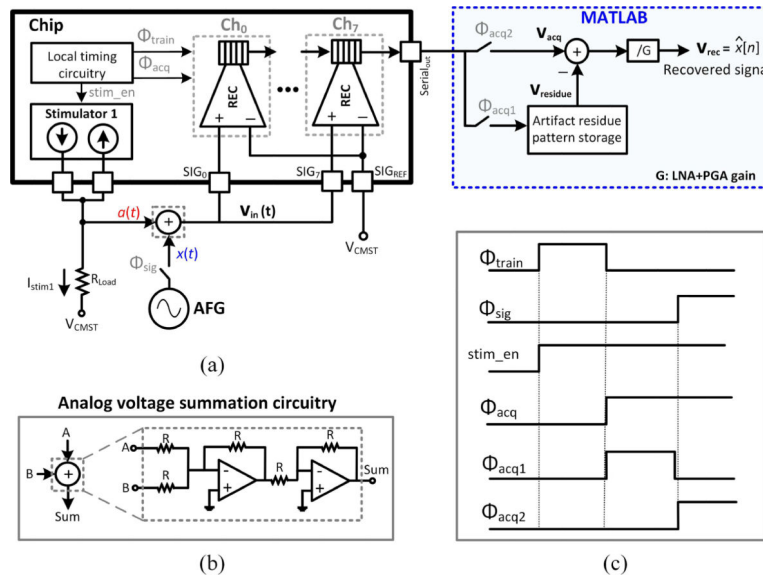 Chip
Local timing
circuitry
Φtrain
Φacq
stim_en
Stimulator 1
Ch0
Ch7
REC
REC
+
−
+
−
SIG0
SIG7
SIGREF
Serialout
MATLAB
Φacq2
Vacq
+
−
/G
Vrec = x̂[n]
Recovered signal
Vresidue
Φacq1
Artifact residue
pattern storage
G: LNA+PGA gain
a(t)
+
Vin (t)
x(t)
Φsig
Istim1
RLoad
VCMST
VCMST
AFG
(a)
Analog voltage summation circuitry
A
B
+
Sum
A
R
R
B
R
-
+
R
R
-
+
Sum
(b)
Φtrain
Φsig
stim_en
Φacq
Φacq1
Φacq2
(c)